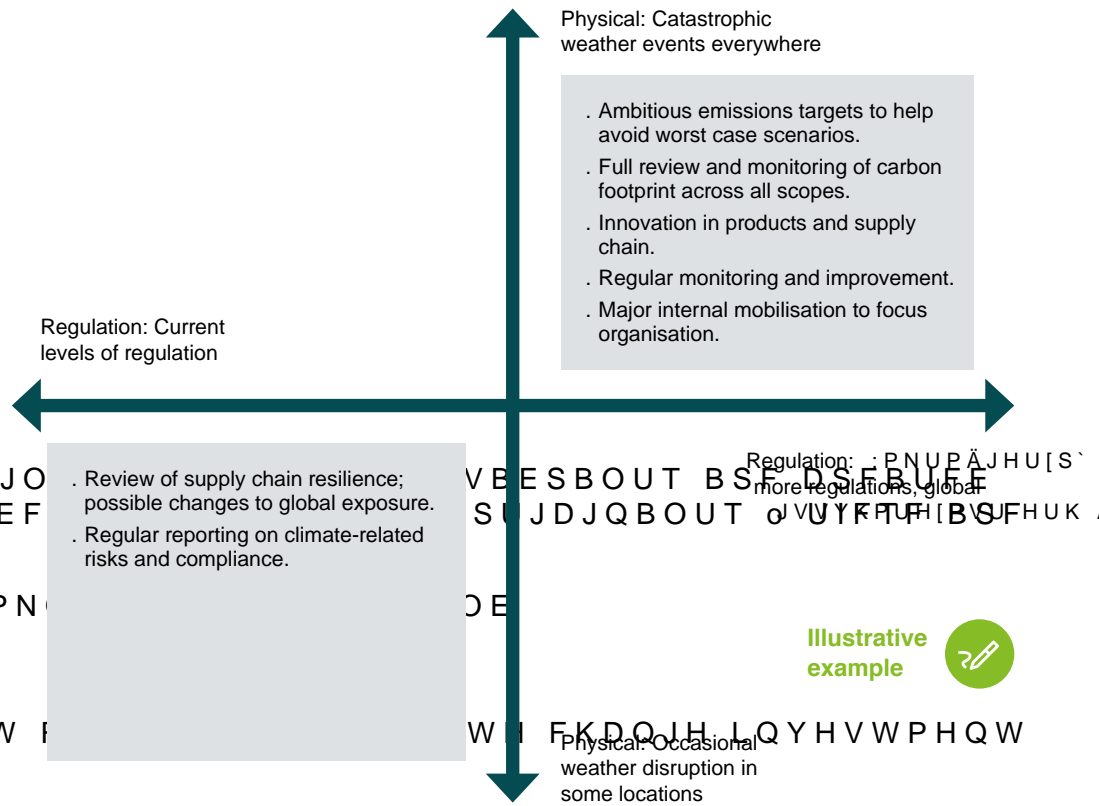 Physical: Catastrophic
weather events everywhere
. Ambitious emissions targets to help
avoid worst case scenarios.
. Full review and monitoring of carbon
footprint across all scopes.
. Innovation in products and supply
chain.
. Regular monitoring and improvement.
. Major internal mobilisation to focus
organisation.
Regulation: Current
levels of regulation
. Review of supply chain resilience;
possible changes to global exposure.
. Regular reporting on climate-related
risks and compliance.
Regulation: : P N U P Ä J H U [ S `
more regulations, global
J O
V B E S B O U T B S F D S F B U F E
E F
S U J D J Q B O U T
P N
O E
Illustrative
example
W
W H F K D Q J H L Q Y H V W P H Q W
Physical: Occasional
weather disruption in
some locations